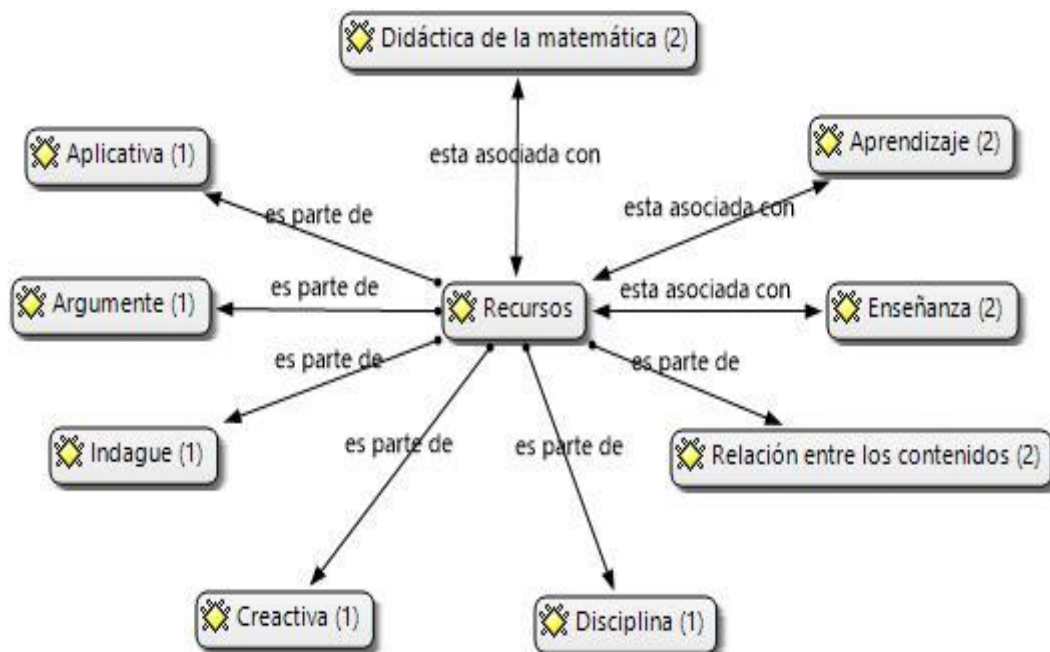 Didáctica de la matemática (2)
Aplicativa (1)
esta asociada con
Aprendizaje (2)
es parte de
esta asociada con
Argumente (1)
es parte de
Recursos
esta asociada con
Enseñanza (2)
es parte de
es parte de
Indague (1)
es parte de
es parte de
Relación entre los contenidos (2)
Creactiva (1)
Disciplina (1)